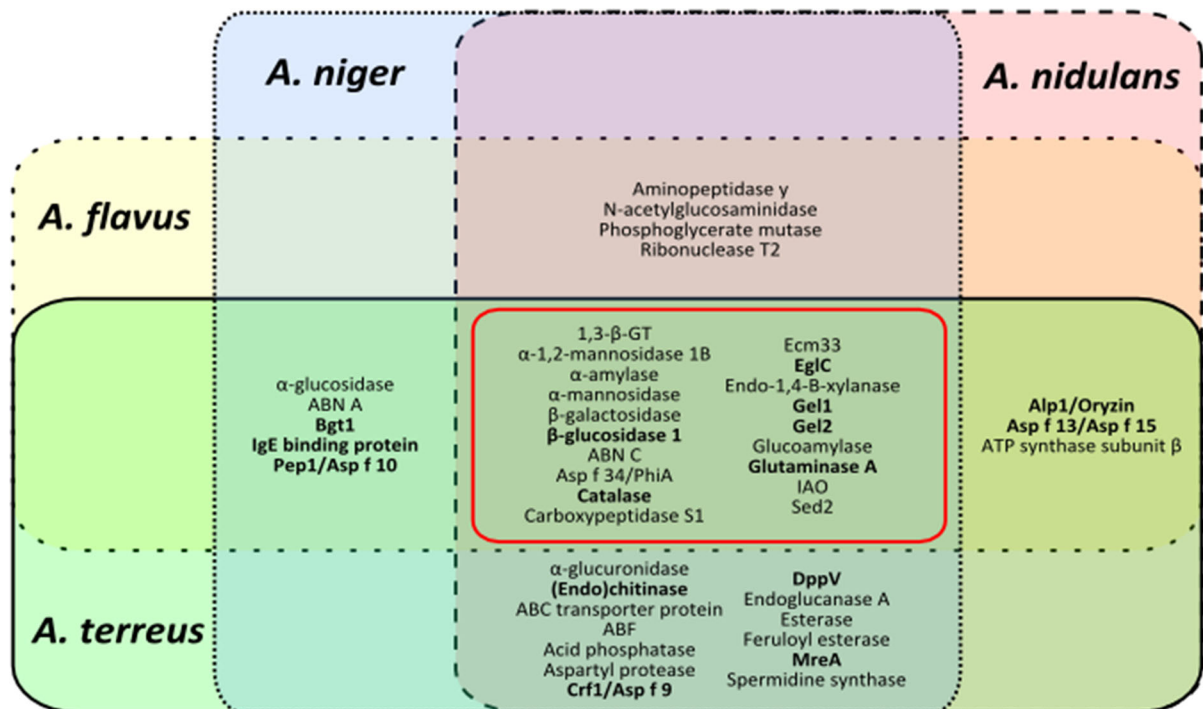 A. niger
A. nidulans
A. flavus
Aminopeptidase y
N-acetylglucosaminidase
Phosphoglycerate mutase
Ribonuclease T2
α-glucosidase
ABN A
Bgt1
IgE binding protein
Pep1/Asp f 10
1,3-β-GT
α-1,2-mannosidase 1B
α-amylase
α-mannosidase
β-galactosidase
β-glucosidase 1
ABN C
Asp f 34/PhiA
Catalase
Carboxypeptidase S1
Ecm33
EglC
Endo-1,4-B-xylanase
Gel1
Gel2
Glucoamylase
Glutaminase A
IAO
Sed2
Alp1/Oryzin
Asp f 13/Asp f 15
ATP synthase subunit β
A. terreus
α-glucuronidase
(Endo)chitinase
ABC transporter protein
ABF
Acid phosphatase
Aspartyl protease
Crf1/Asp f 9
DppV
Endoglucanase A
Esterase
Feruloyl esterase
MreA
Spermidine synthase